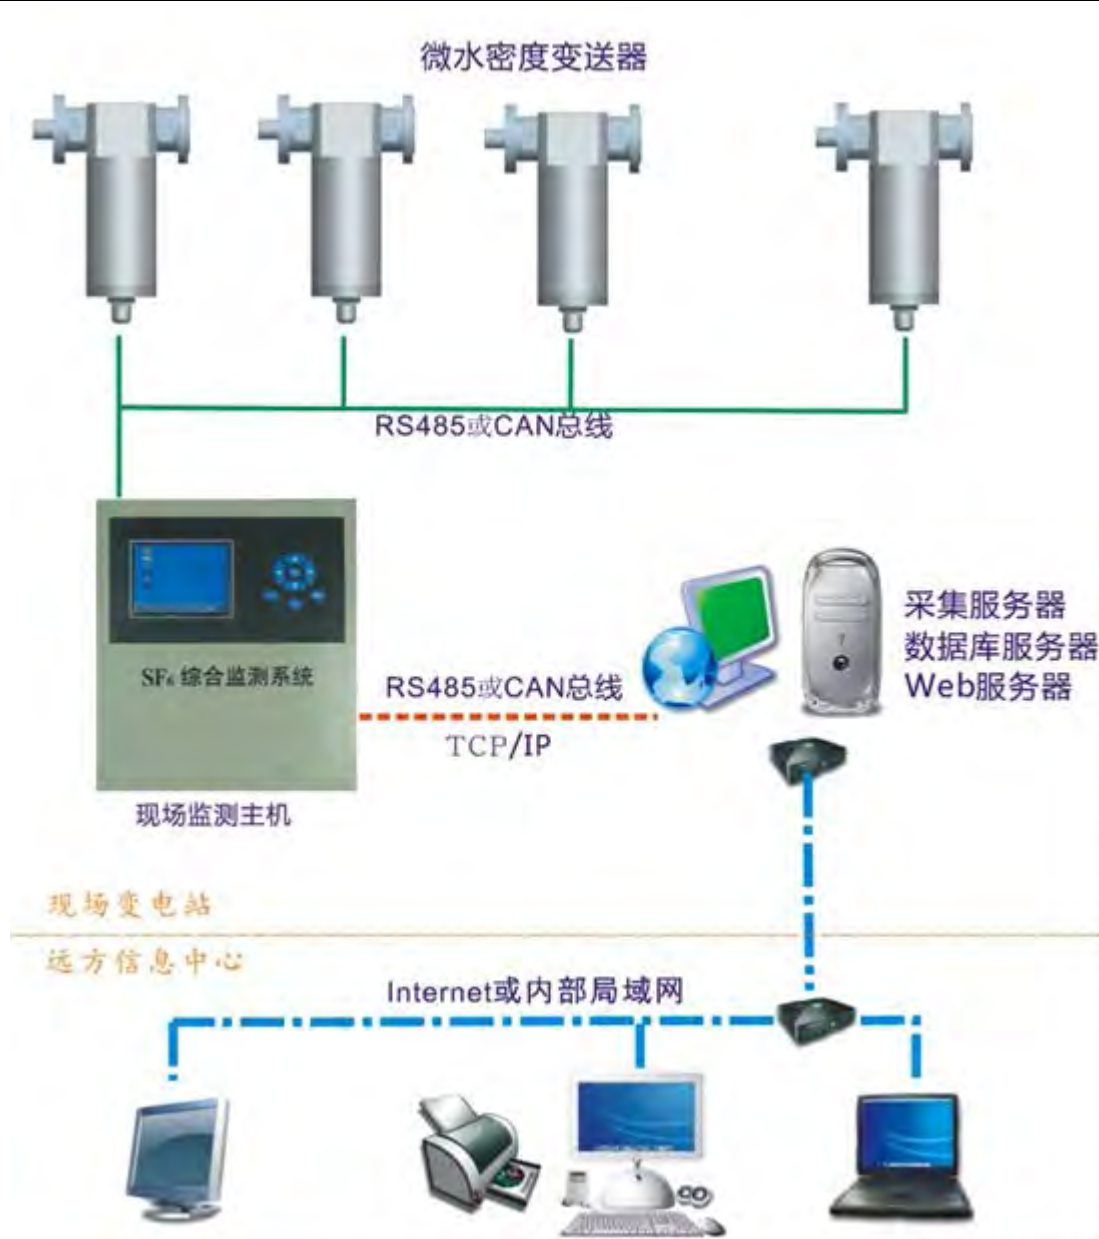 微水密度变送器
RS485或CAN总线
SF₆ 综合监测系统
采集服务器
数据库服务器
Web服务器
RS485或CAN总线
TCP/IP
现场监测主机
现场变电站
远方信息中心
Internet或内部局域网